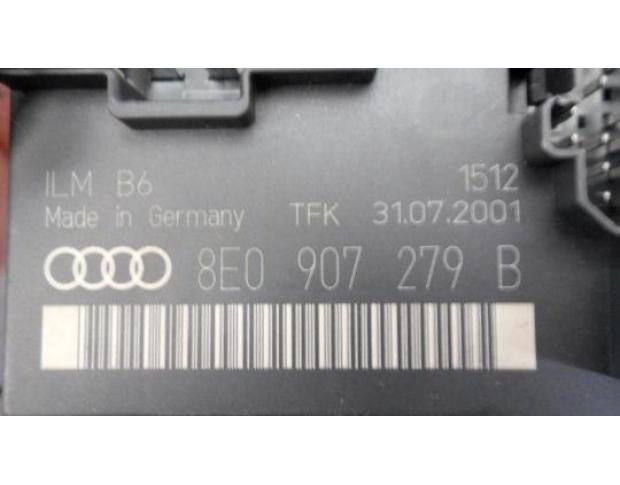 ILM B6 1512
Made in Germany TFK 31.07.2001
8E0 907 279 B